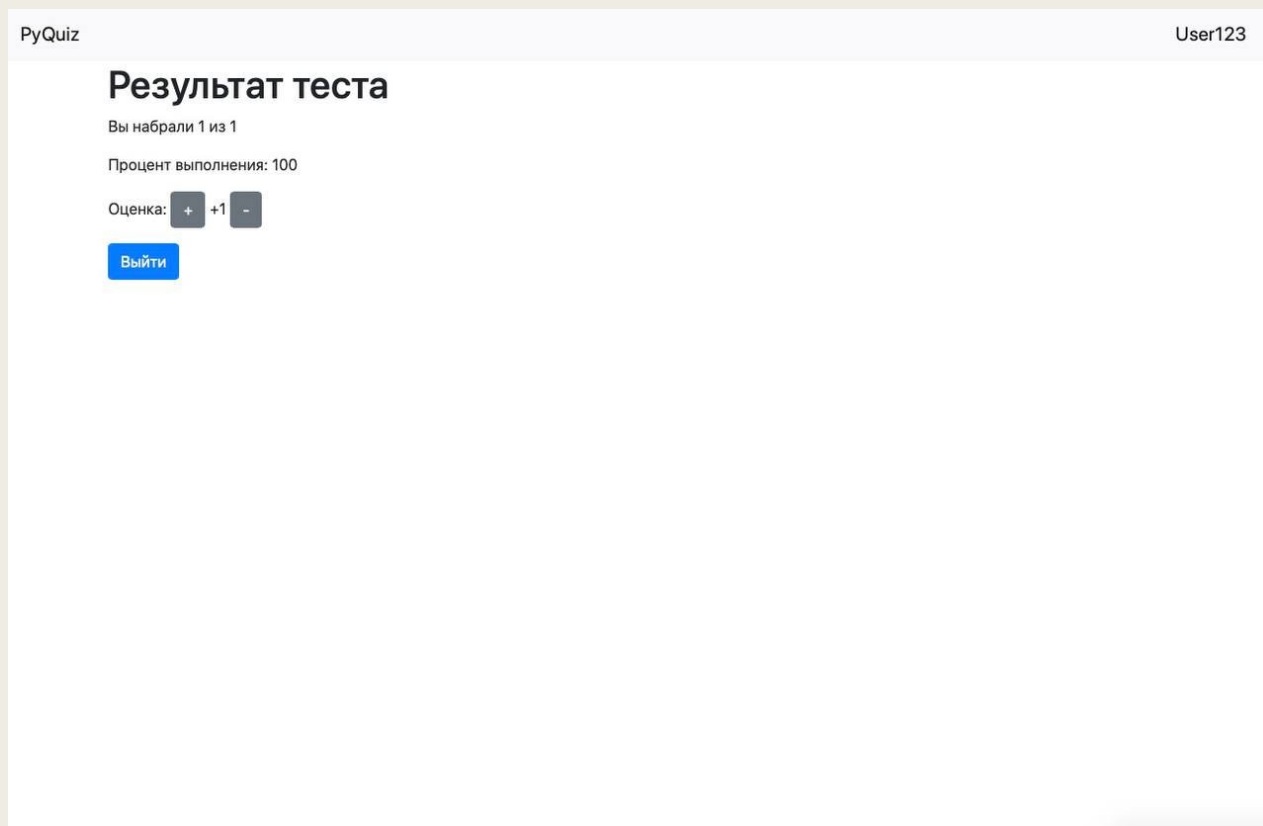 PyQuiz User123
Результат теста
Вы набрали 1 из 1
Процент выполнения: 100
Оценка: + +1 -
Выйти